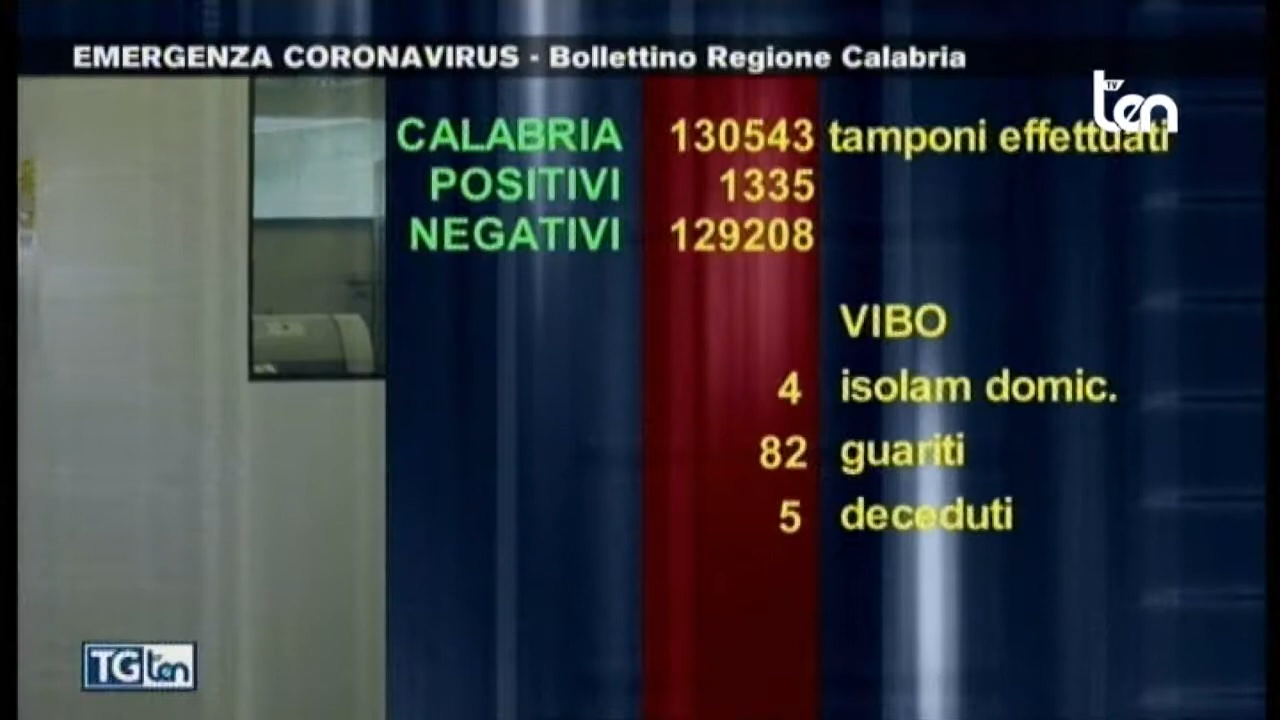 EMERGENZA CORONAVIRUS - Bollettino Regione Calabria
TV
ten
CALABRIA 130543 tamponi effettuati
POSITIVI 1335
NEGATIVI 129208
VIBO
4 isolam domic.
82 guariti
5 deceduti
TG ten